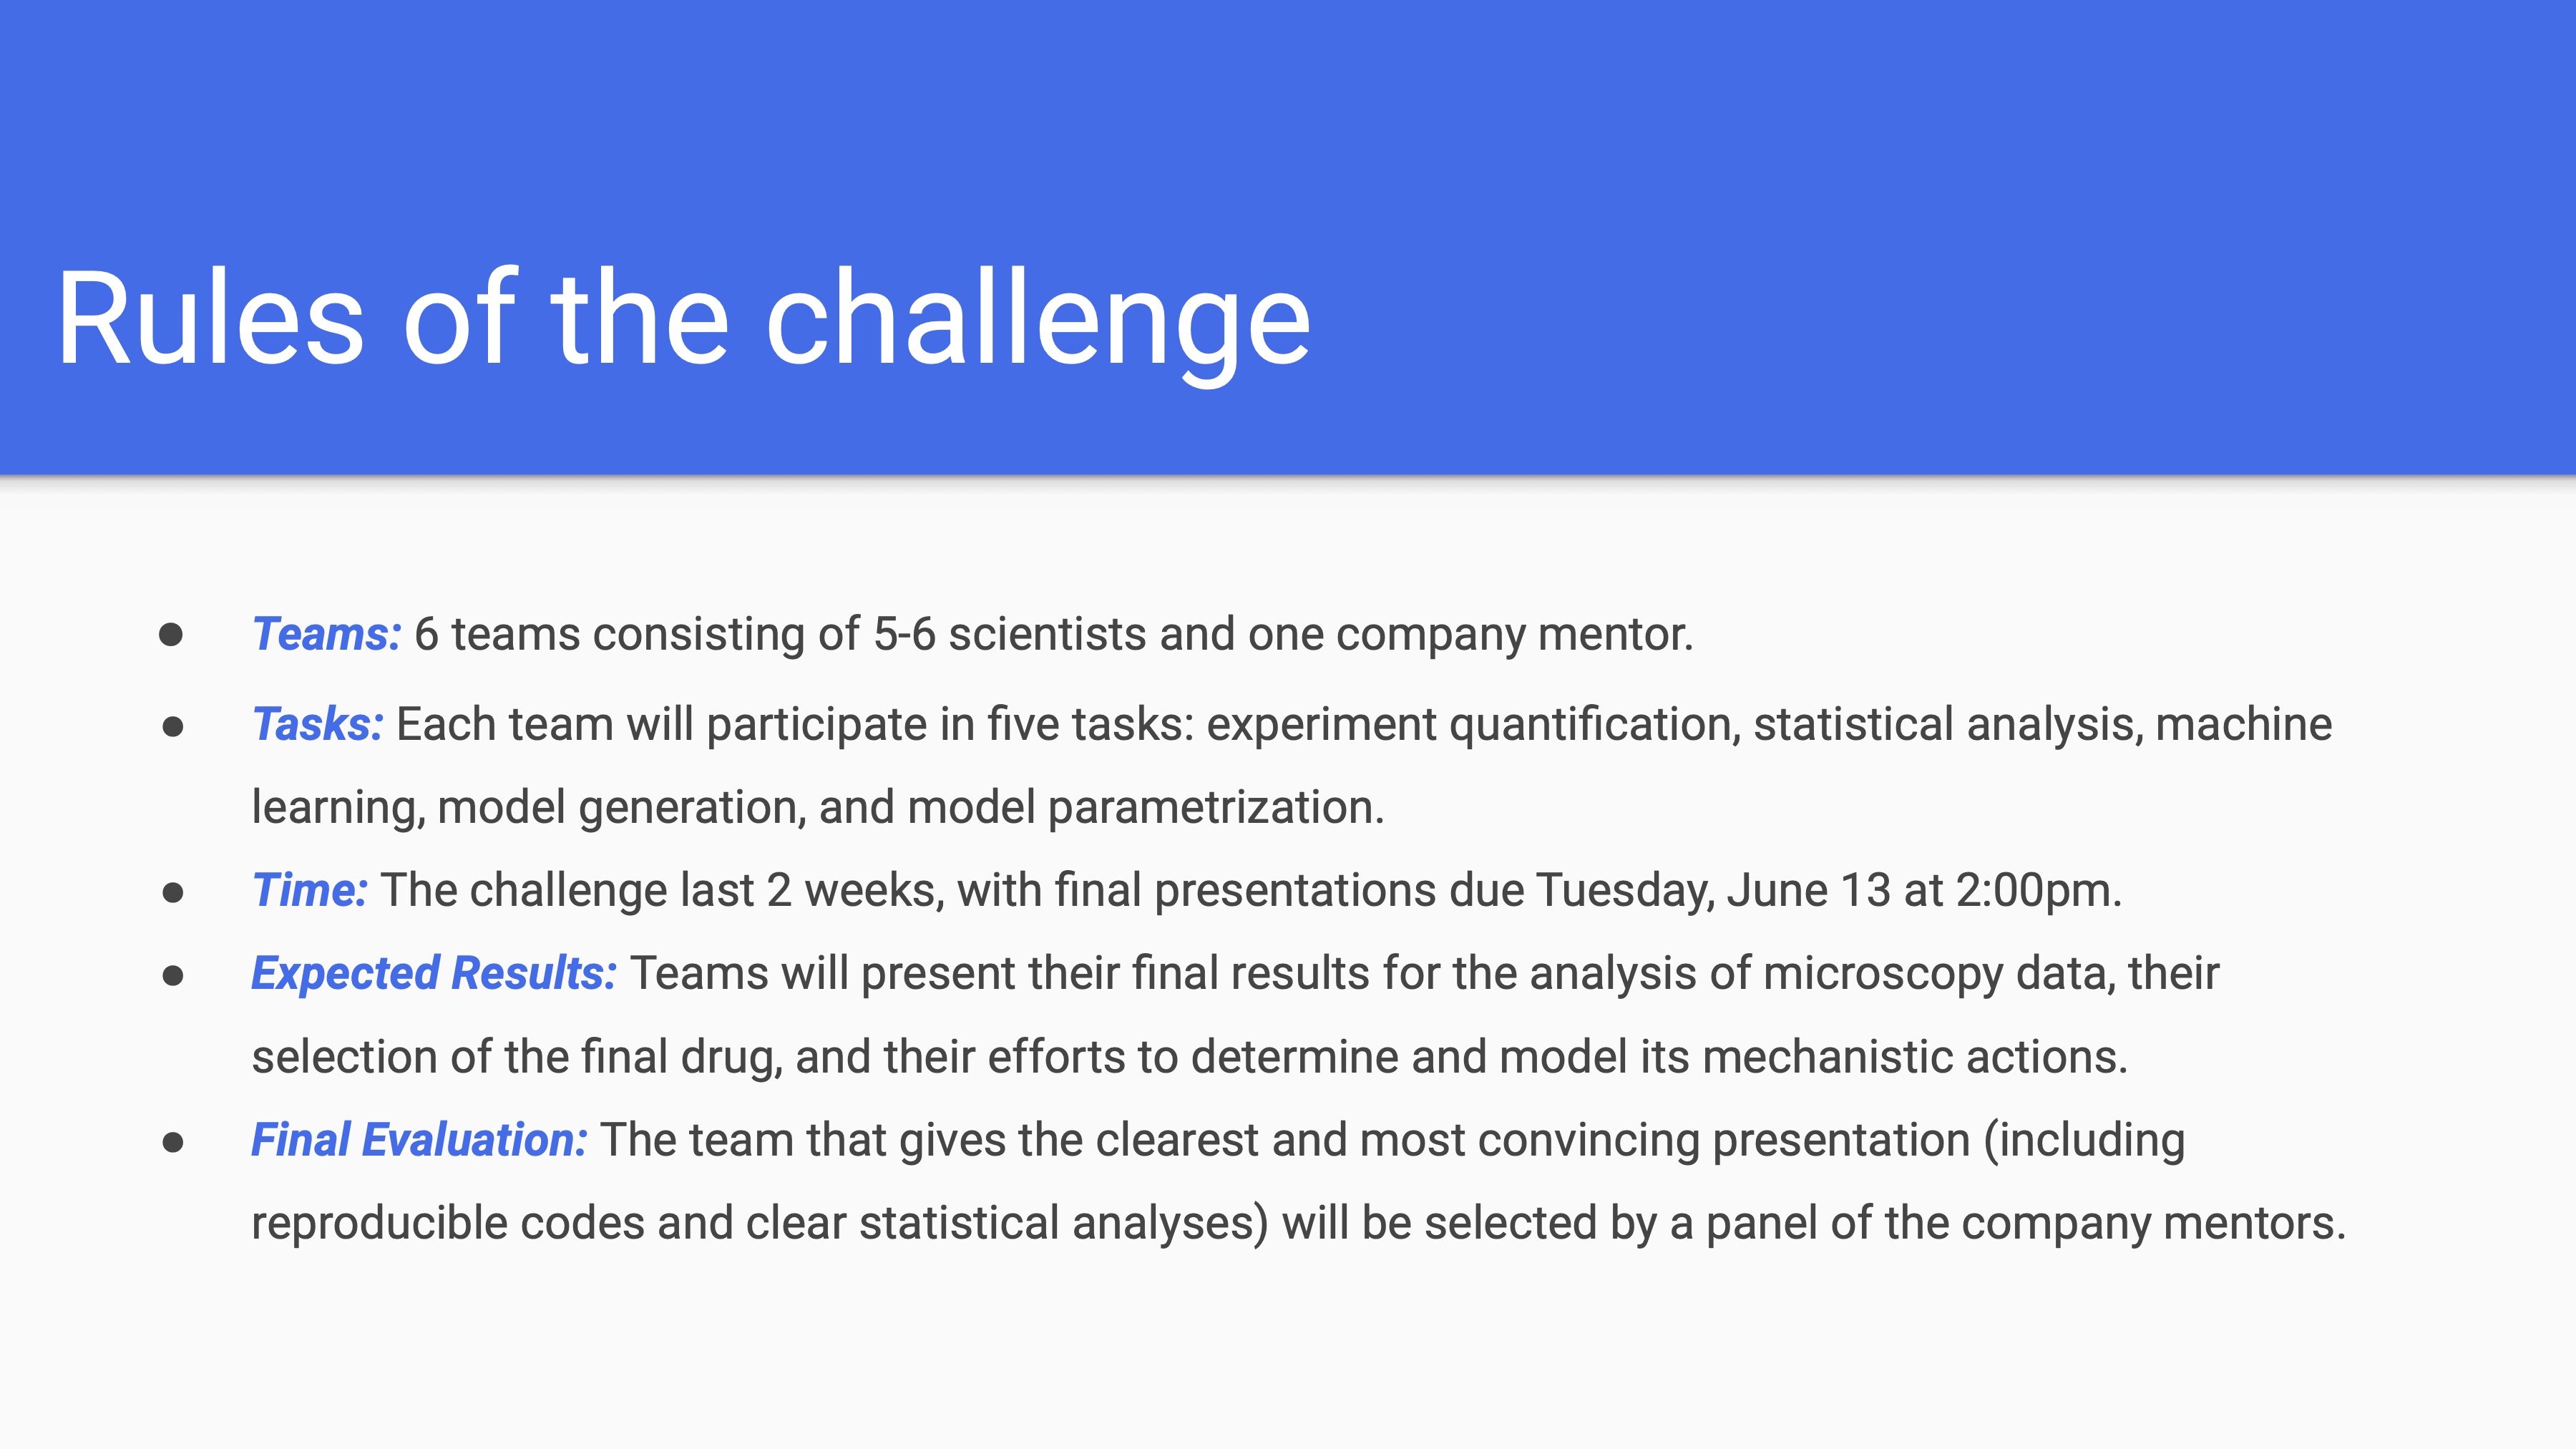 Rules of the challenge
● Teams: 6 teams consisting of 5-6 scientists and one company mentor.
● Tasks: Each team will participate in five tasks: experiment quantification, statistical analysis, machine
learning, model generation, and model parametrization.
● Time: The challenge last 2 weeks, with final presentations due Tuesday, June 13 at 2:00pm.
● Expected Results: Teams will present their final results for the analysis of microscopy data, their
selection of the final drug, and their efforts to determine and model its mechanistic actions.
● Final Evaluation: The team that gives the clearest and most convincing presentation (including
reproducible codes and clear statistical analyses) will be selected by a panel of the company mentors.